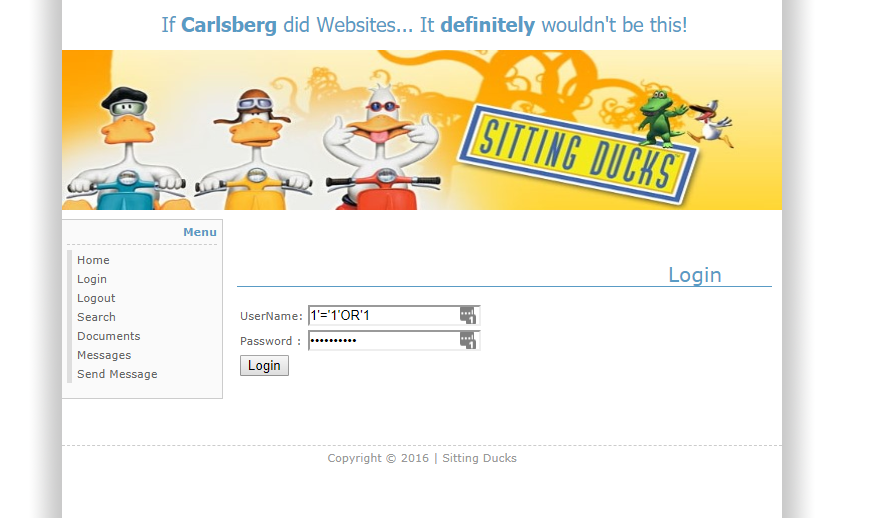 If Carlsberg did Websites... It definitely wouldn't be this!
SITTING DUCKS™
Menu
Home
Login
Logout
Search
Documents
Messages
Send Message
Login
UserName: 1'='1'OR'1
Password : ••••••••••
Login
Copyright © 2016 | Sitting Ducks